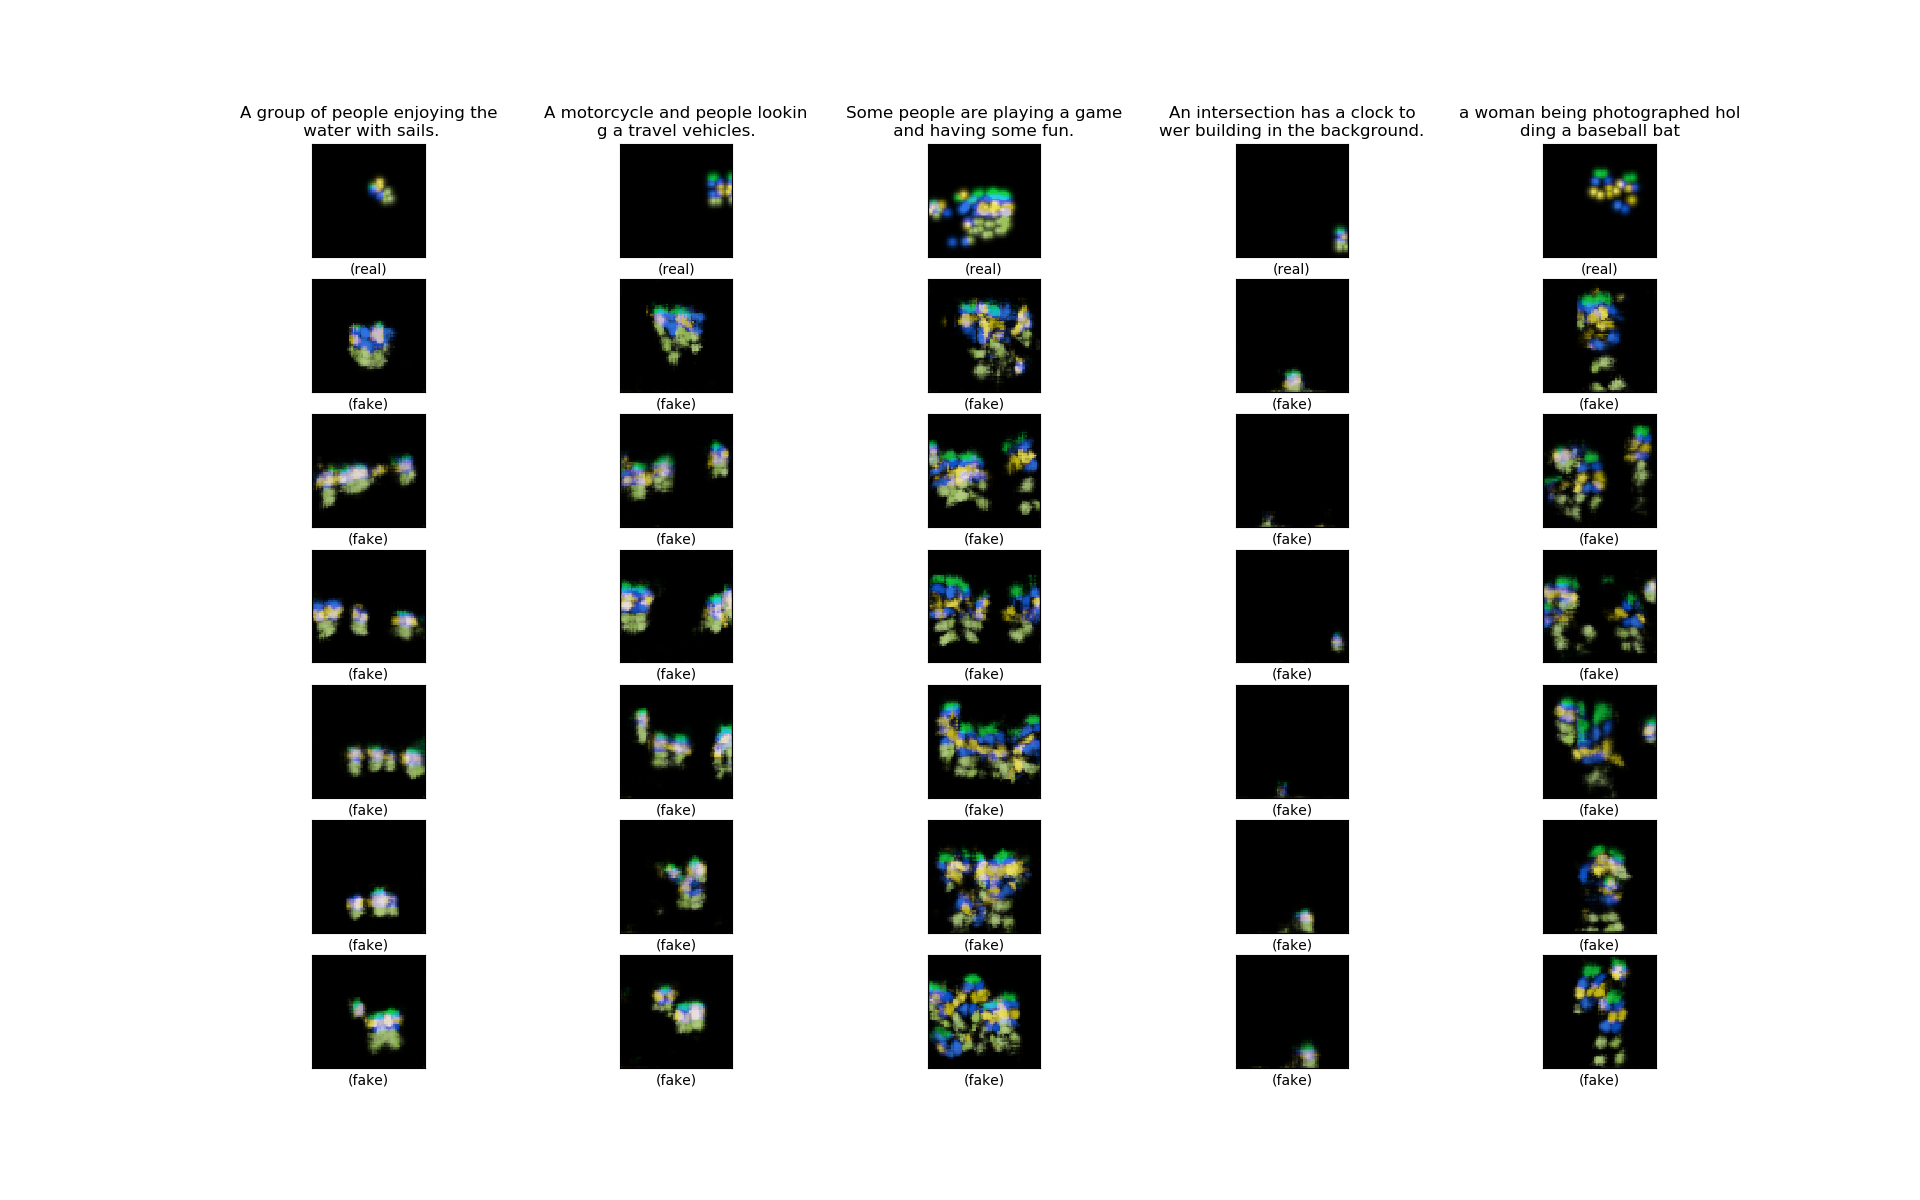 A group of people enjoying the
water with sails.
A motorcycle and people lookin
g a travel vehicles.
Some people are playing a game
and having some fun.
An intersection has a clock to
wer building in the background.
a woman being photographed hol
ding a baseball bat
(real) (real) (real) (real) (real)
(fake) (fake) (fake) (fake) (fake)
(fake) (fake) (fake) (fake) (fake)
(fake) (fake) (fake) (fake) (fake)
(fake) (fake) (fake) (fake) (fake)
(fake) (fake) (fake) (fake) (fake)
(fake) (fake) (fake) (fake) (fake)